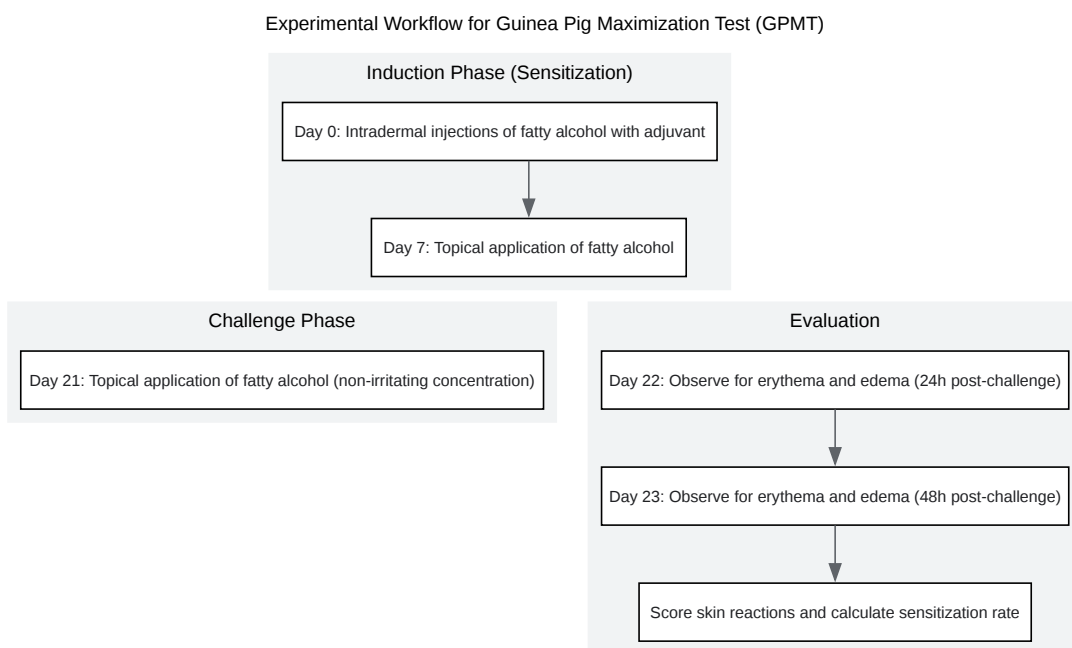 Experimental Workflow for Guinea Pig Maximization Test (GPMT)
Induction Phase (Sensitization)
Day 0: Intradermal injections of fatty alcohol with adjuvant
Day 7: Topical application of fatty alcohol
Challenge Phase
Day 21: Topical application of fatty alcohol (non-irritating concentration)
Evaluation
Day 22: Observe for erythema and edema (24h post-challenge)
Day 23: Observe for erythema and edema (48h post-challenge)
Score skin reactions and calculate sensitization rate